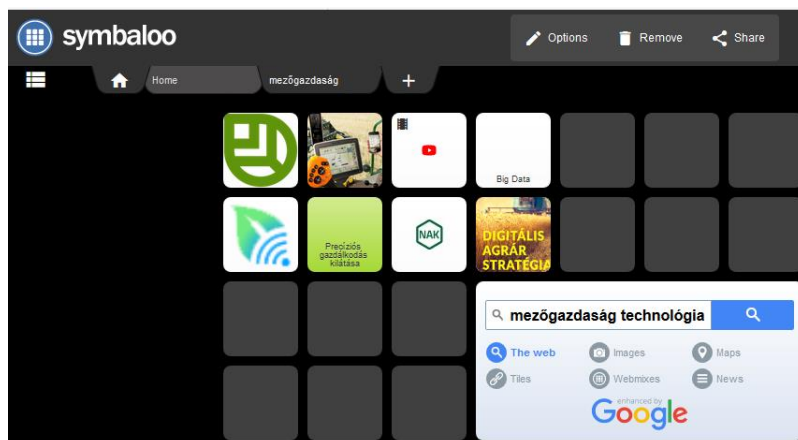 symbaloo
Options Remove Share
Home mezőgazdaság +
Big Data
Precíziós
gazdálkodás
kilátása
NAK
DIGITÁLIS
AGRÁR
STRATÉGIA
mezőgazdaság technológia
The web Images Maps
Tiles Webmixes News
enhanced by
Google